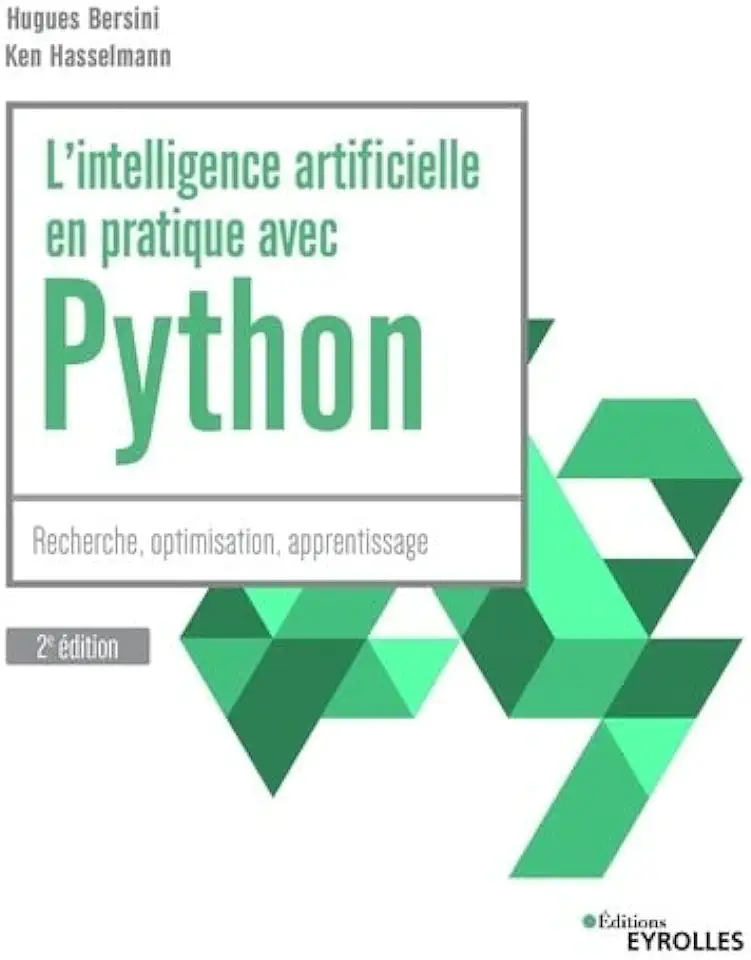 Hugues Bersini
Ken Hasselmann
L'intelligence artificielle
en pratique avec
Python
Recherche, optimisation, apprentissage
2e édition
Éditions
EYROLLES